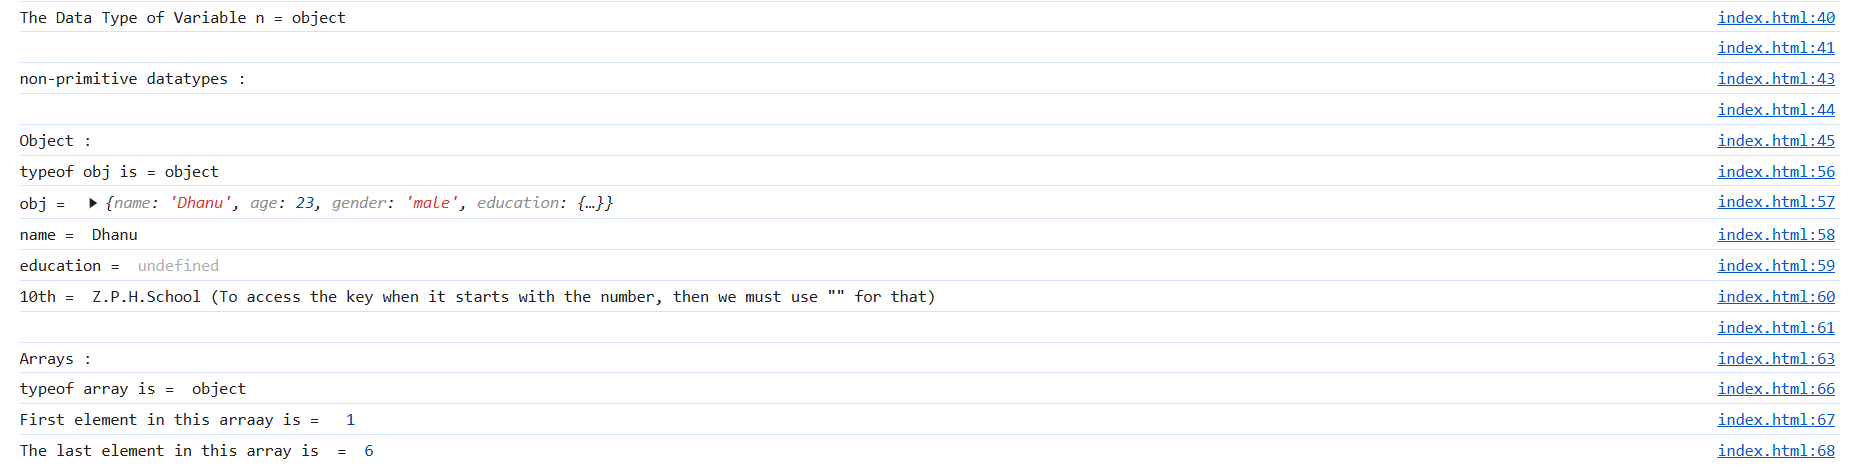 The Data Type of Variable n = object index.html:40
index.html:41
non-primitive datatypes : index.html:43
index.html:44
Object : index.html:45
typeof obj is = object index.html:56
obj = ▶ {name: 'Dhanu', age: 23, gender: 'male', education: {…}} index.html:57
name = Dhanu index.html:58
education = undefined index.html:59
10th = Z.P.H.School (To access the key when it starts with the number, then we must use "" for that) index.html:60
index.html:61
Arrays : index.html:63
typeof array is = object index.html:66
First element in this arraay is = 1 index.html:67
The last element in this array is = 6 index.html:68